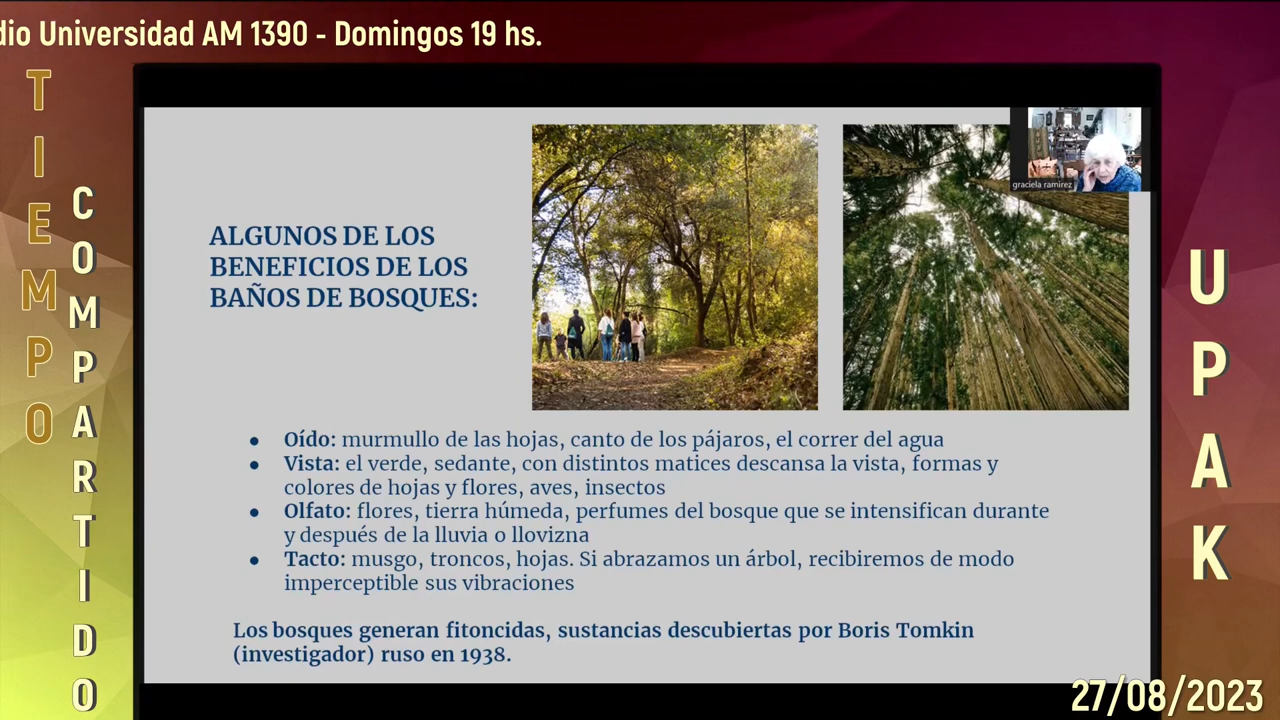 dio Universidad AM 1390 - Domingos 19 hs.
TIEMPO
COMPARTIDO
graciela ramirez
ALGUNOS DE LOS
BENEFICIOS DE LOS
BAÑOS DE BOSQUES:
● Oído: murmullo de las hojas, canto de los pájaros, el correr del agua
● Vista: el verde, sedante, con distintos matices descansa la vista, formas y
colores de hojas y flores, aves, insectos
● Olfato: flores, tierra húmeda, perfumes del bosque que se intensifican durante
y después de la lluvia o llovizna
● Tacto: musgo, troncos, hojas. Si abrazamos un árbol, recibiremos de modo
imperceptible sus vibraciones
Los bosques generan fitoncidas, sustancias descubiertas por Boris Tomkin
(investigador) ruso en 1938.
UPAK
27/08/2023